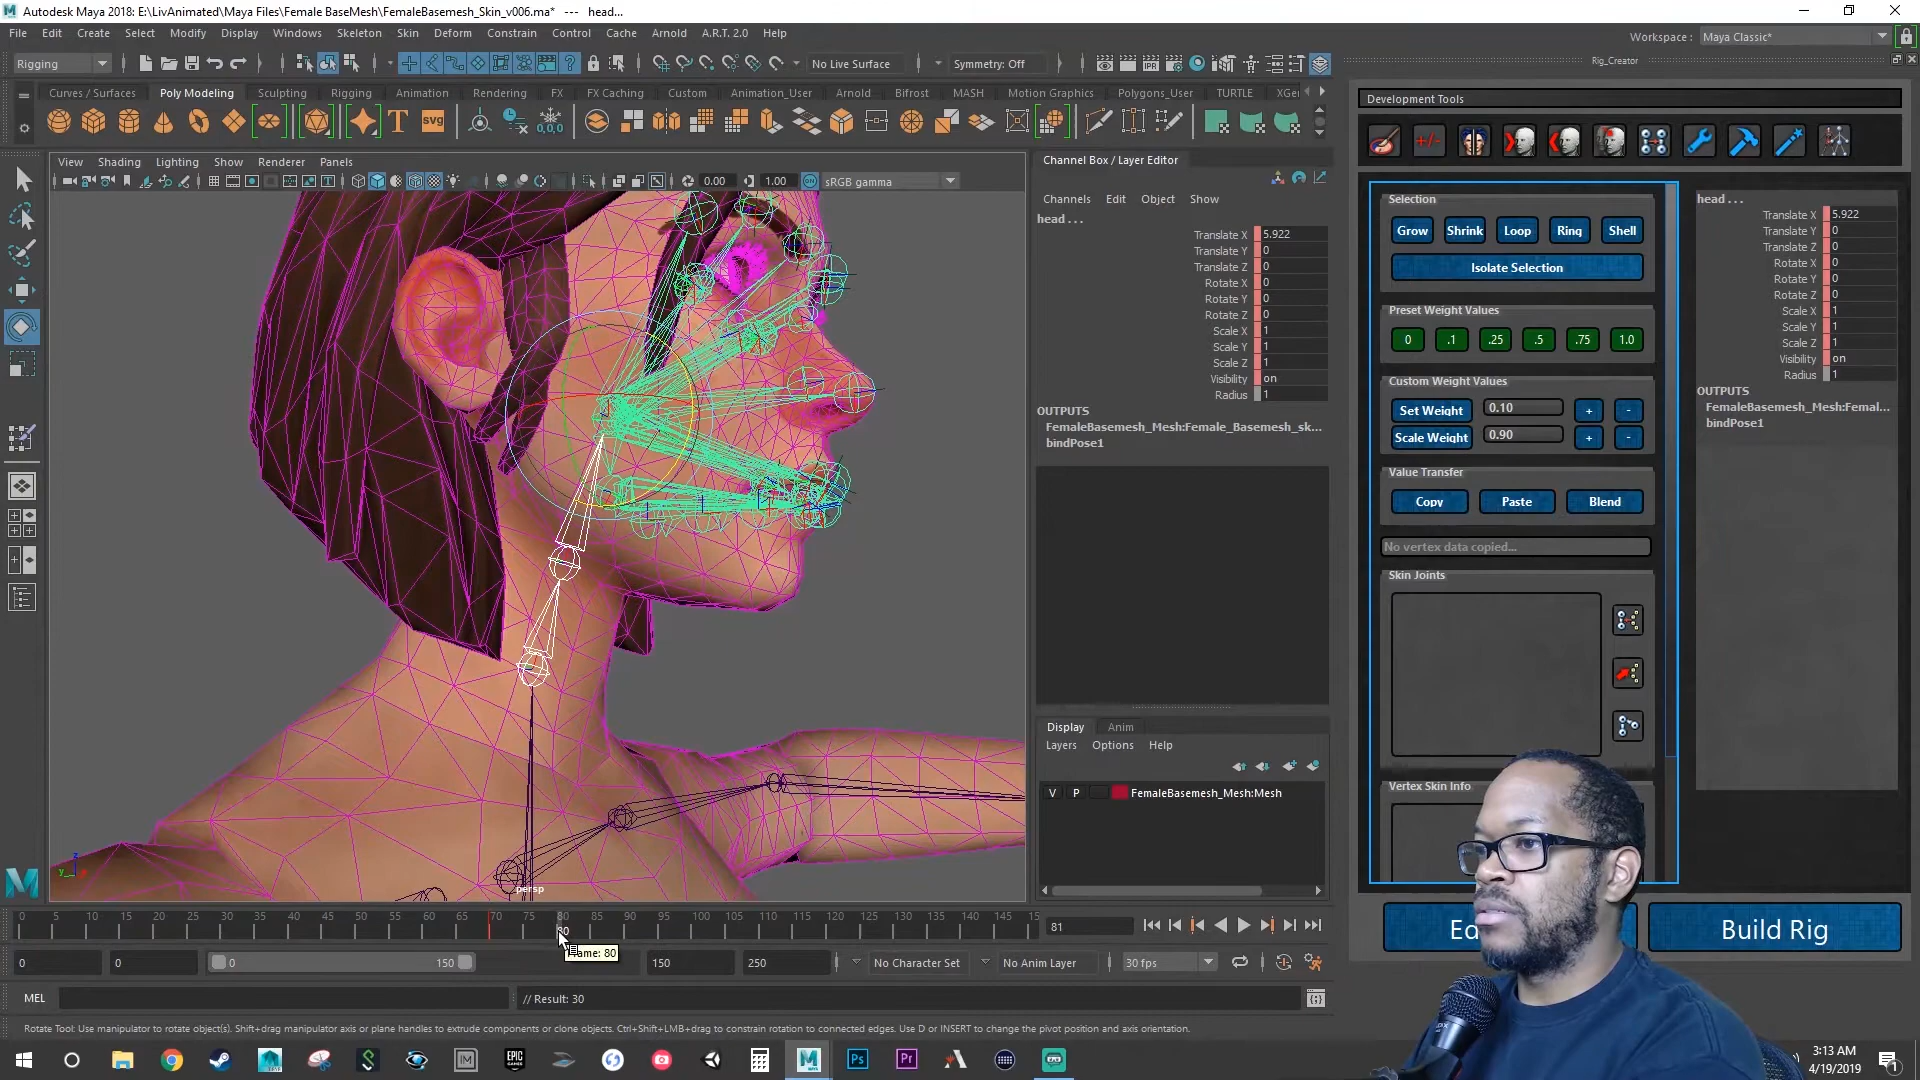 Autodesk Maya 2018: E:\LivAnimated\Maya Files\Female BaseMesh\FemaleBasemesh_Skin_v006.ma* --- head...
File Edit Create Select Modify Display Windows Skeleton Skin Deform Constrain Control Cache Arnold A.R.T. 2.0 Help
Workspace : Maya Classic*
Rigging No Live Surface Symmetry: Off
Rig_Creator
Curves / Surfaces Poly Modeling Sculpting Rigging Animation Rendering FX FX Caching Custom Animation_User Arnold Bifrost MASH Motion Graphics Polygons_User TURTLE XGen
Development Tools
svg
0,0,0
View Shading Lighting Show Renderer Panels
0.00 1.00 sRGB gamma
Channel Box / Layer Editor
Channels Edit Object Show
head . . .
Translate X 5.922
Translate Y 0
Translate Z 0
Rotate X 0
Rotate Y 0
Rotate Z 0
Scale X 1
Scale Y 1
Scale Z 1
Visibility on
Radius 1
OUTPUTS
FemaleBasemesh_Mesh:Female_Basemesh_sk...
bindPose1
Display Anim
Layers Options Help
V P FemaleBasemesh_Mesh:Mesh
Selection
Grow Shrink Loop Ring Shell
Isolate Selection
Preset Weight Values
0 .1 .25 .5 .75 1.0
Custom Weight Values
Set Weight 0.10 + -
Scale Weight 0.90 + -
Value Transfer
Copy Paste Blend
No vertex data copied...
Skin Joints
Vertex Skin Info
head . . .
Translate X 5.922
Translate Y 0
Translate Z 0
Rotate X 0
Rotate Y 0
Rotate Z 0
Scale X 1
Scale Y 1
Scale Z 1
Visibility on
Radius 1
OUTPUTS
FemaleBasemesh_Mesh:Femal...
bindPose1
Build Rig
persp
0 5 10 15 20 25 30 35 40 45 50 55 60 65 70 75 80 85 90 95 100 105 110 115 120 125 130 135 140 145 15
80
81
Frame: 80
0 0 0 150 150 250 No Character Set No Anim Layer 30 fps
MEL // Result: 30
Rotate Tool: Use manipulator to rotate object(s). Shift+drag manipulator axis or plane handles to extrude components or clone objects. Ctrl+Shift+LMB+drag to constrain rotation to connected edges. Use D or INSERT to change the pivot position and axis orientation.
3:13 AM
4/19/2019